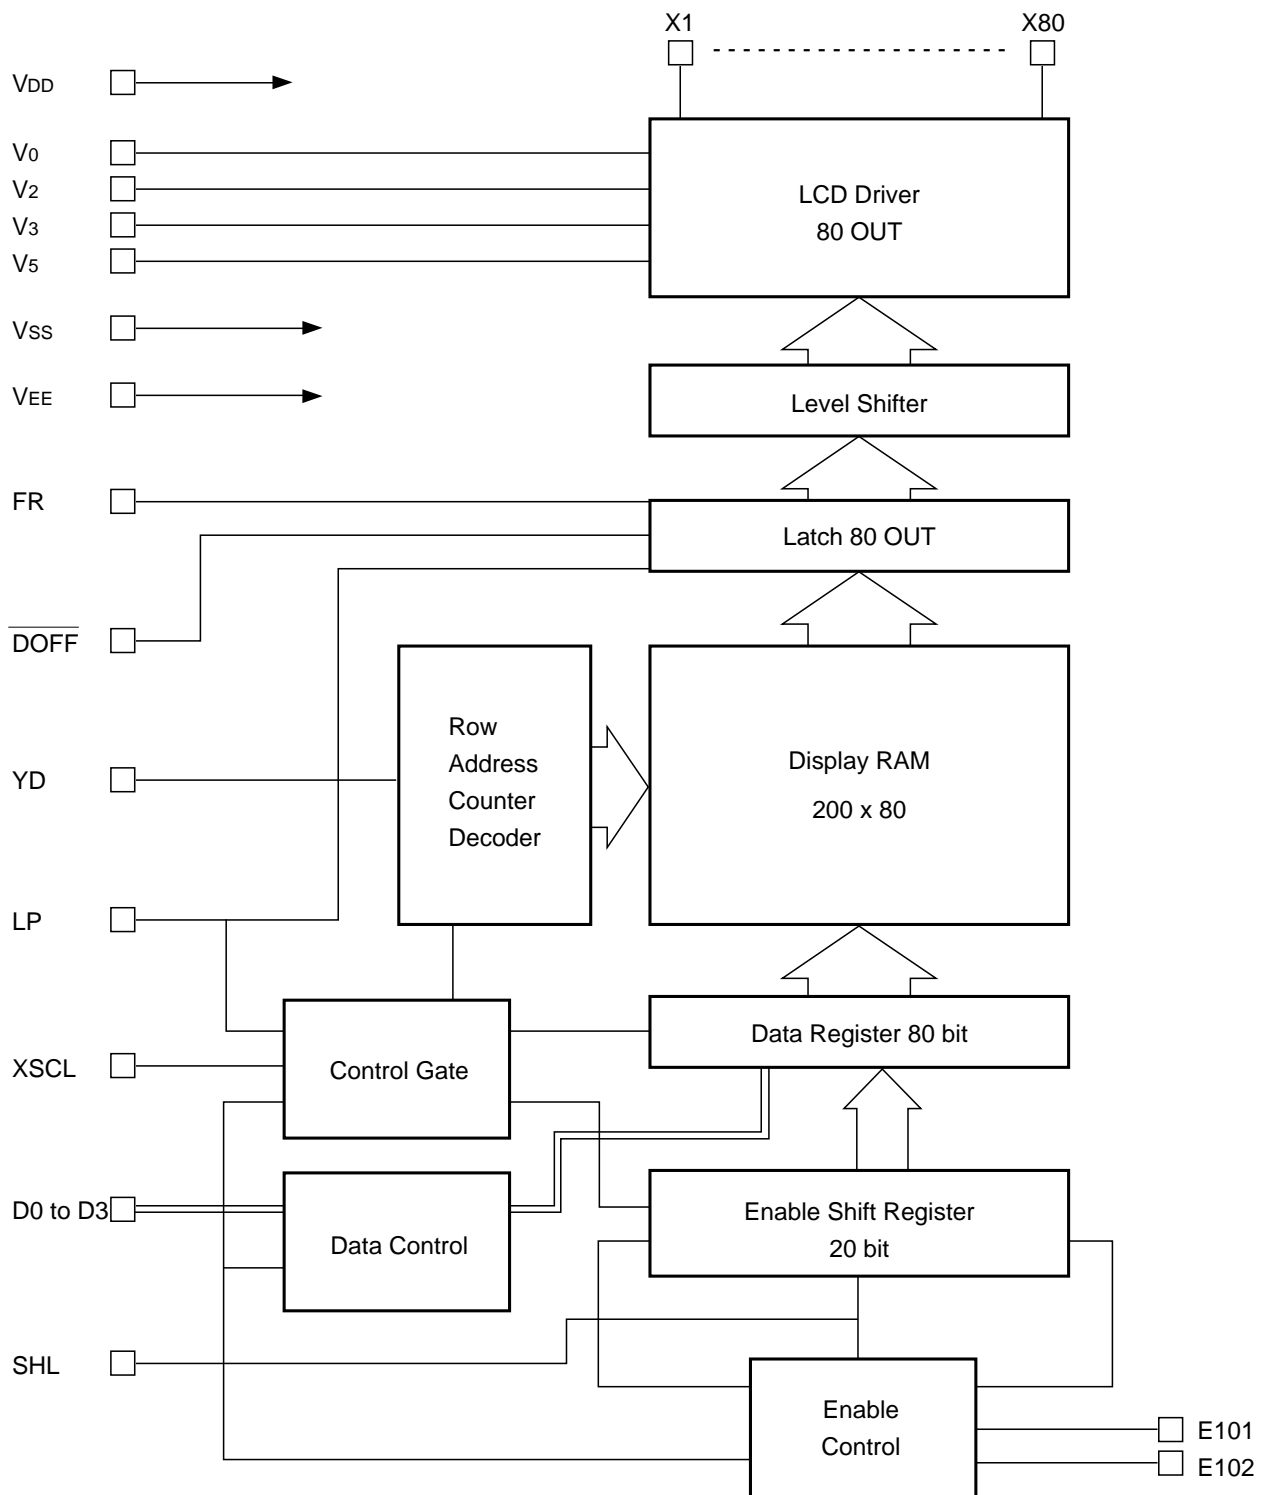 X1
X80
VDD
V0
V2
V3
V5
VSS
VEE
LCD Driver
80 OUT
Level Shifter
FR
Latch 80 OUT
DOFF
Row
Address
Counter
Decoder
Display RAM
200 x 80
YD
LP
Data Register 80 bit
XSCL
Control Gate
D0 to D3
Data Control
Enable Shift Register
20 bit
SHL
Enable
Control
E101
E102